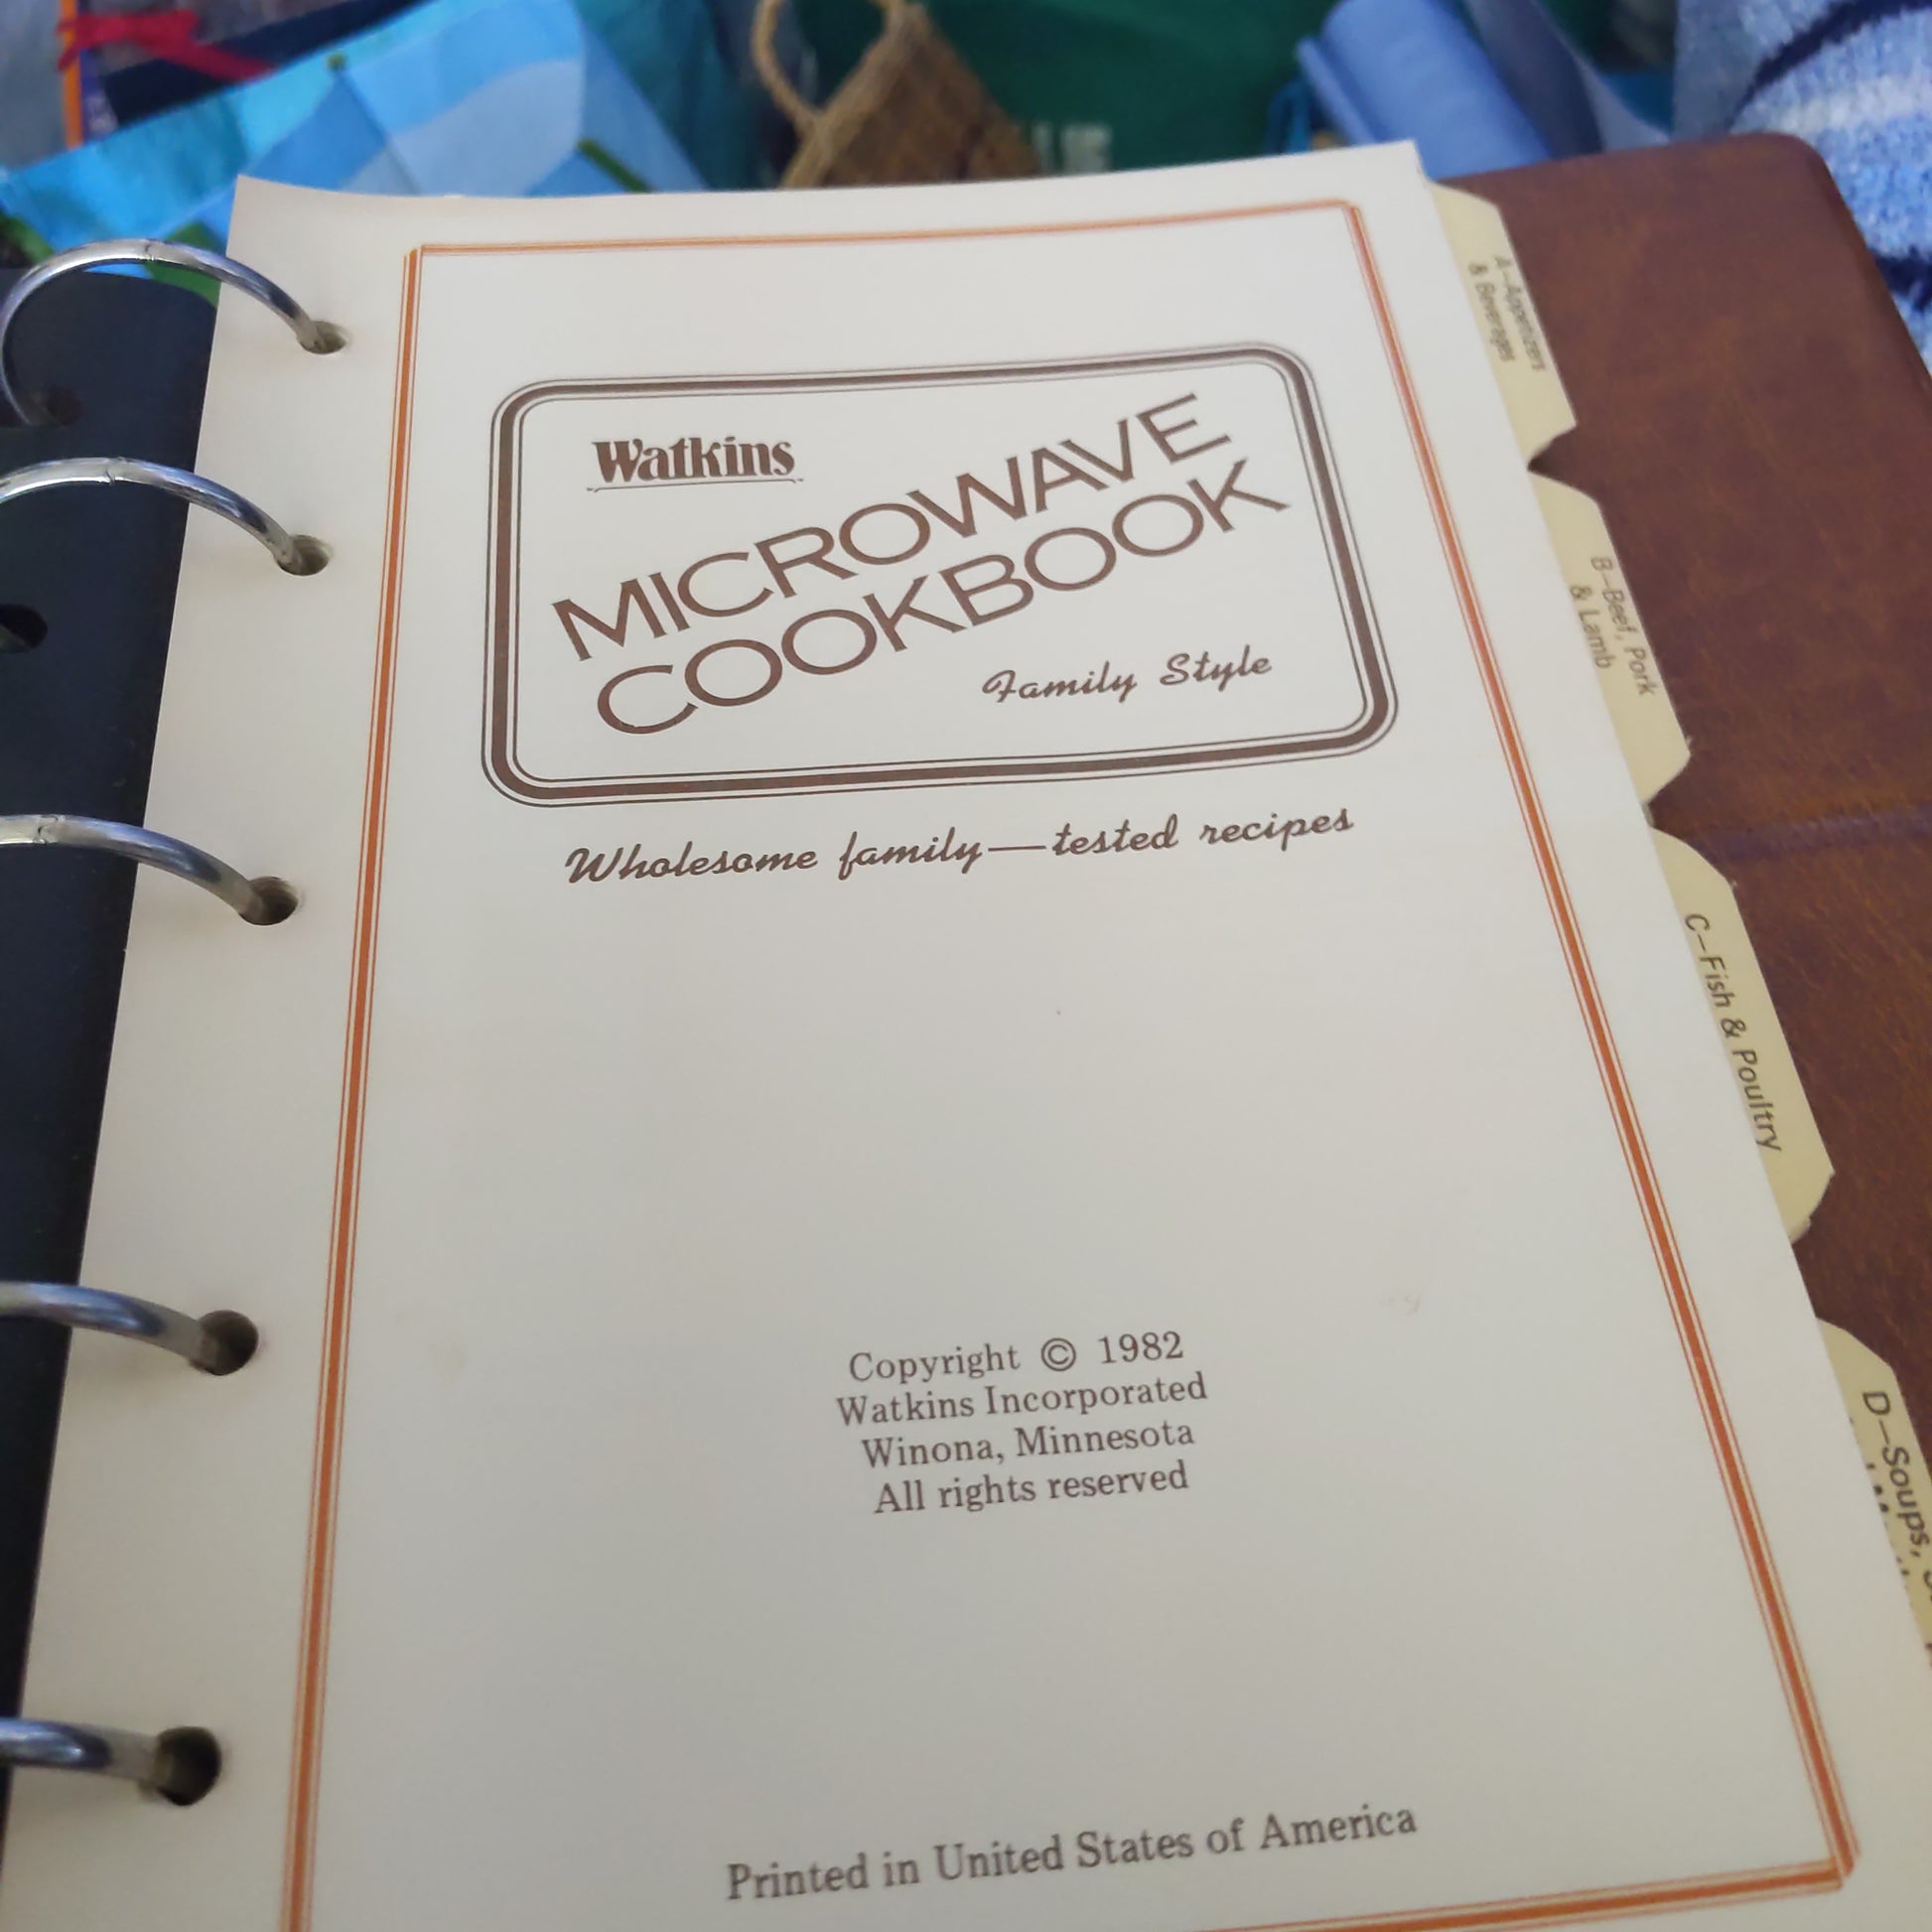 Watkins
MICROWAVE
COOKBOOK
Family Style
Wholesome family—tested recipes
Copyright © 1982
Watkins Incorporated
Winona, Minnesota
All rights reserved
Printed in United States of America
A—Appetizers
& Beverages
B—Beef, Pork
& Lamb
C—Fish & Poultry
D—Soups,